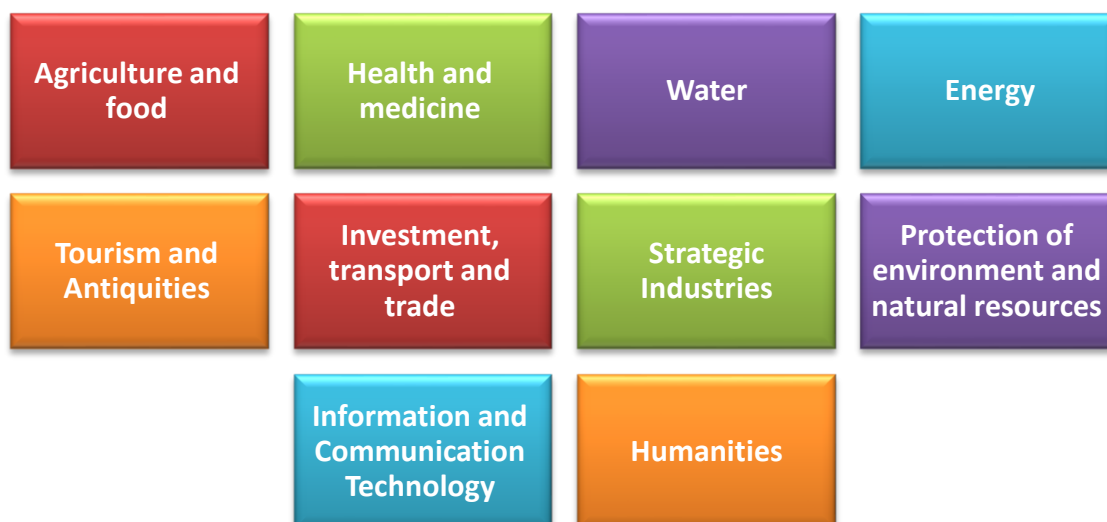 Agriculture and
food
Health and
medicine
Water
Energy
Tourism and
Antiquities
Investment,
transport and
trade
Strategic
Industries
Protection of
environment and
natural resources
Information and
Communication
Technology
Humanities